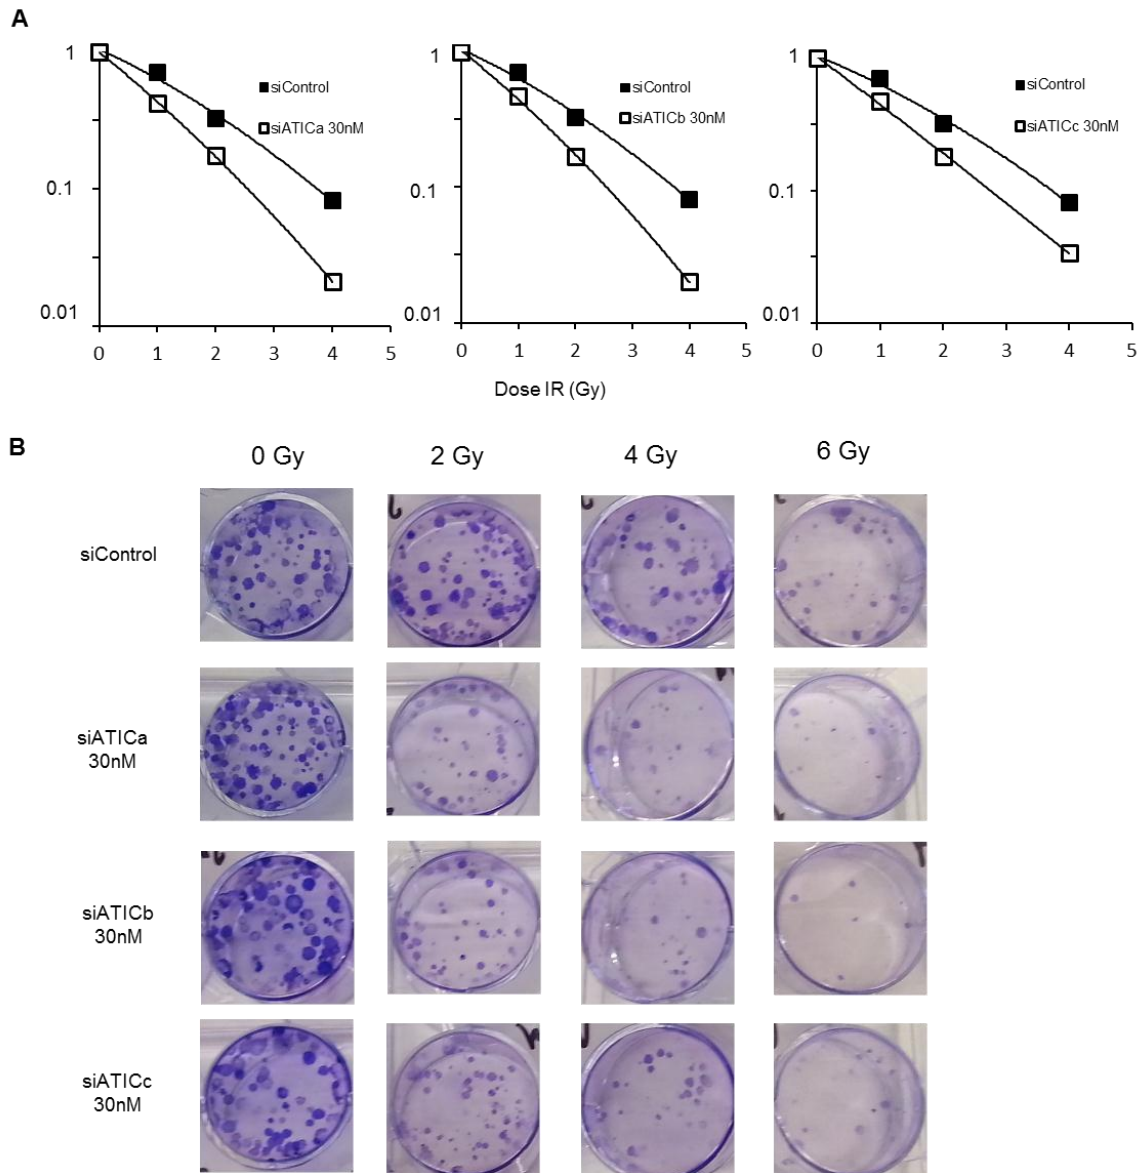 A
1
0.1
0.01
0 1 2 3 4 5
siControl
siATICa 30nM
1
0.1
0.01
0 1 2 3 4 5
siControl
siATICb 30nM
1
0.1
0.01
0 1 2 3 4 5
siControl
siATICc 30nM
Dose IR (Gy)
B
0 Gy 2 Gy 4 Gy 6 Gy
siControl
siATICa
30nM
siATICb
30nM
siATICc
30nM